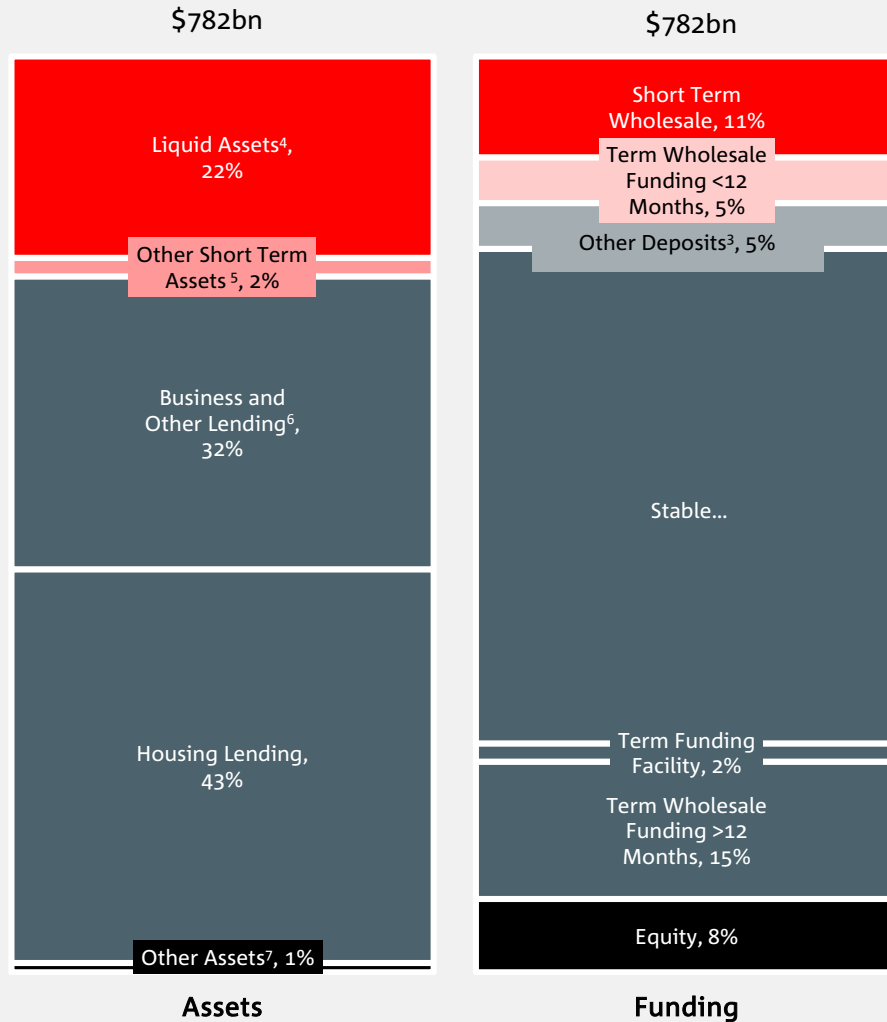 $782bn
Liquid Assets⁴,
22%
Other Short Term
Assets ⁵, 2%
Business and
Other Lending⁶,
32%
Housing Lending,
43%
Other Assets⁷, 1%
Assets
$782bn
Short Term
Wholesale, 11%
Term Wholesale
Funding <12
Months, 5%
Other Deposits³, 5%
Stable...
Term Funding
Facility, 2%
Term Wholesale
Funding >12
Months, 15%
Equity, 8%
Funding